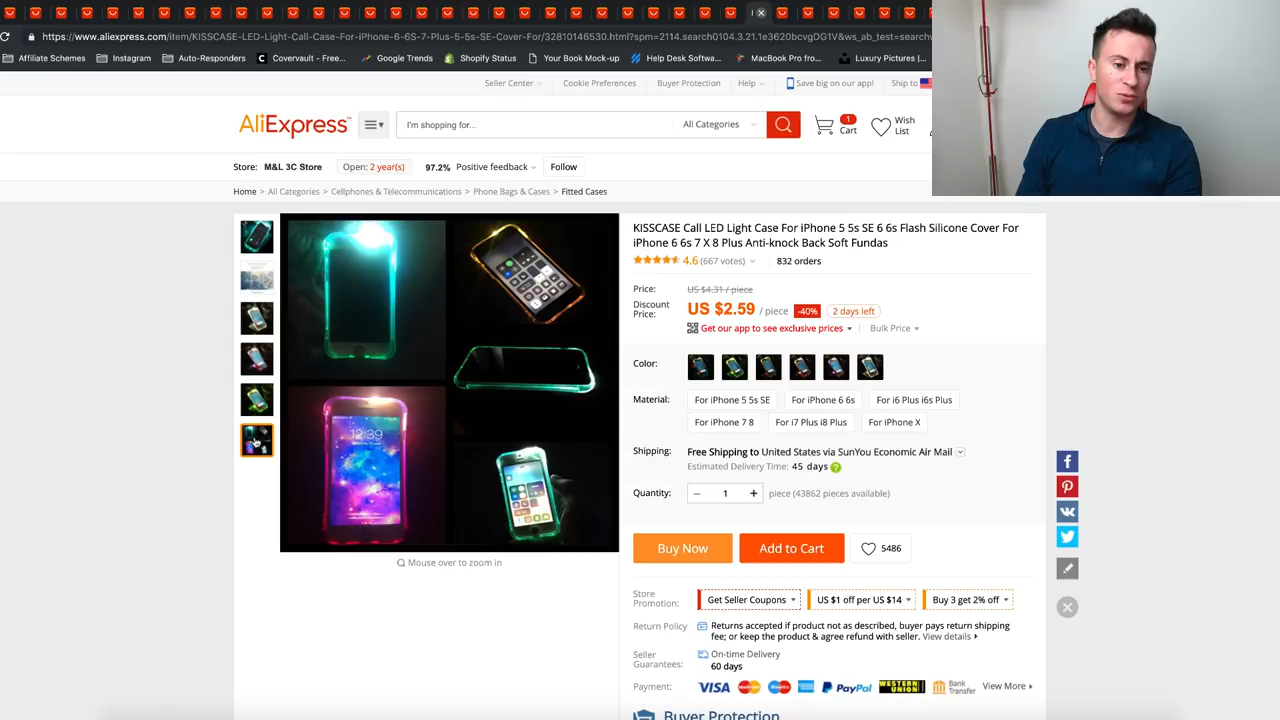 https://www.aliexpress.com/item/KISSCASE-LED-Light-Call-Case-For-iPhone-6-6S-7-Plus-5-5s-SE-Cover-For/32810146530.html?spm=2114.search0104.3.21.1e3620bcvgDG1V&ws_ab_test=searchw
Affiliate Schemes Instagram Auto-Responders Covervault - Free... Google Trends Shopify Status Your Book Mock-up Help Desk Softwa... MacBook Pro fro... Luxury Pictures |...
Seller Center Cookie Preferences Buyer Protection Help Save big on our app! Ship to
AliExpress™ I'm shopping for... All Categories 1 Cart Wish List
Store: M&L 3C Store Open: 2 year(s) 97.2% Positive feedback Follow
Home > All Categories > Cellphones & Telecommunications > Phone Bags & Cases > Fitted Cases
KISSCASE Call LED Light Case For iPhone 5 5s SE 6 6s Flash Silicone Cover For
iPhone 6 6s 7 X 8 Plus Anti-knock Back Soft Fundas
4.6 (667 votes) 832 orders
Price: US $4.31 / piece
Discount Price: US $2.59 / piece -40% 2 days left
Get our app to see exclusive prices Bulk Price
Color:
Material: For iPhone 5 5s SE For iPhone 6 6s For i6 Plus i6s Plus
For iPhone 7 8 For i7 Plus i8 Plus For iPhone X
Shipping: Free Shipping to United States via SunYou Economic Air Mail
Estimated Delivery Time: 45 days
Quantity: 1 piece (43862 pieces available)
Buy Now Add to Cart 5486
12:39
Mouse over to zoom in
Store Promotion: Get Seller Coupons US $1 off per US $14 Buy 3 get 2% off
Return Policy Returns accepted if product not as described, buyer pays return shipping
fee; or keep the product & agree refund with seller. View details
Seller Guarantees: On-time Delivery
60 days
Payment: VISA PayPal WESTERN UNION Bank Transfer View More
Buyer Protection